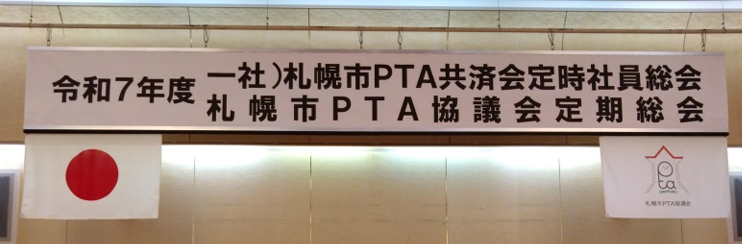 令和7年度
一社)札幌市PTA共済会定時社員総会
札幌市PTA協議会定期総会
pta
札幌市PTA協議会